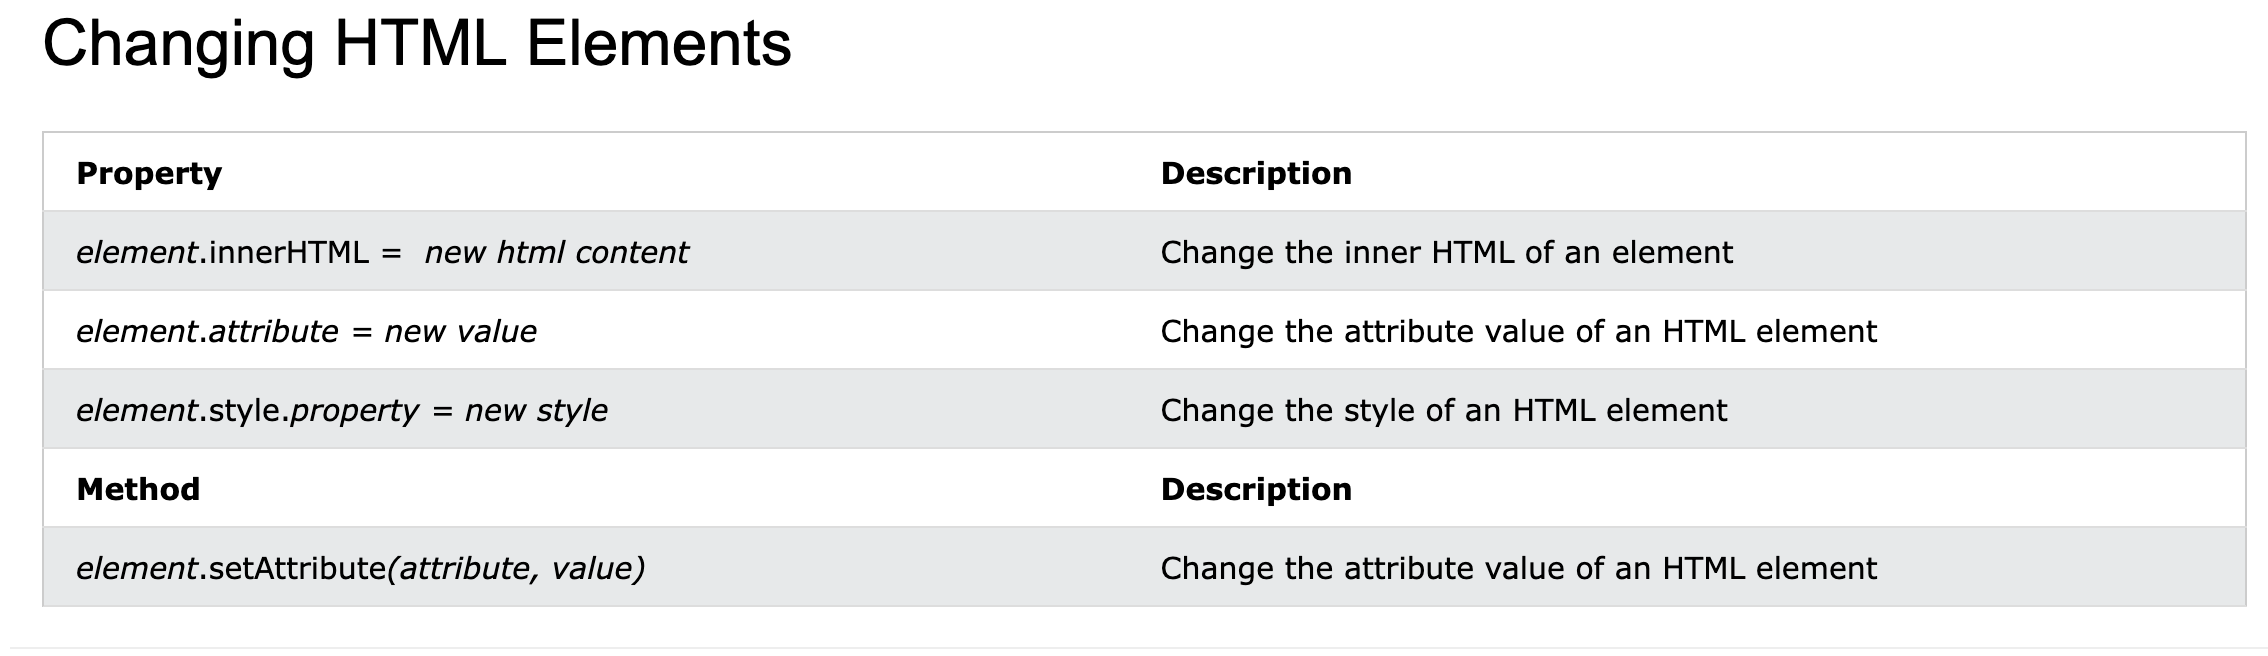 Changing HTML Elements
Property Description
element.innerHTML =  new html content Change the inner HTML of an element
element.attribute = new value Change the attribute value of an HTML element
element.style.property = new style Change the style of an HTML element
Method Description
element.setAttribute(attribute, value) Change the attribute value of an HTML element